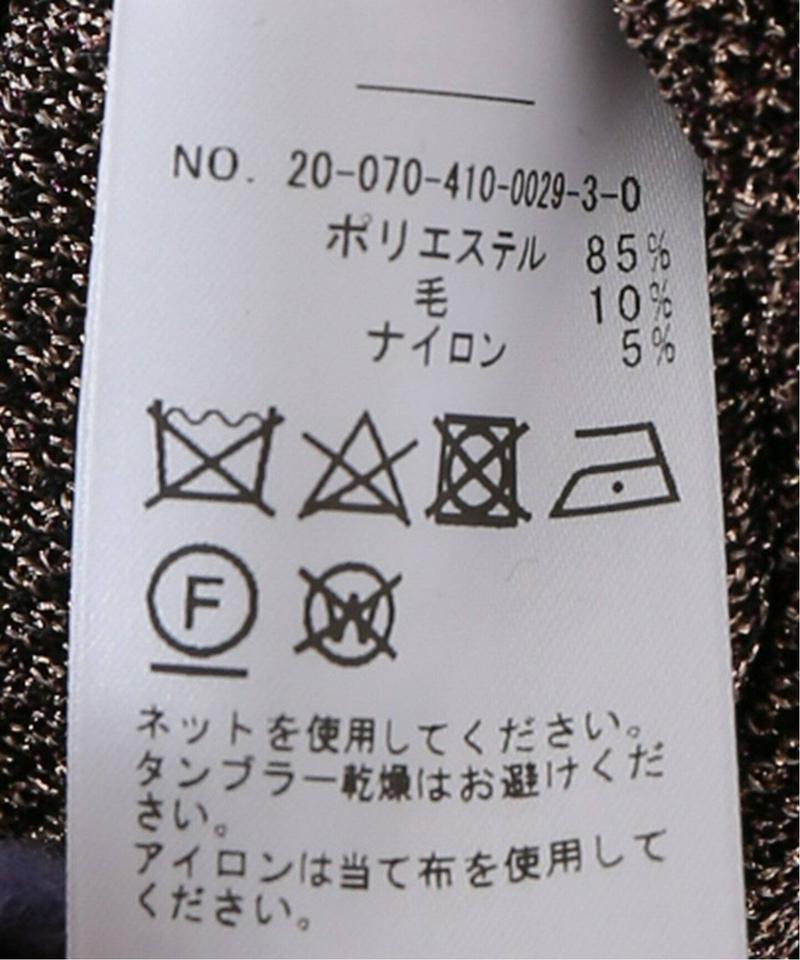 NO. 20-070-410-0029-3-0
ポリエステル 85%
毛 10%
ナイロン 5%
F W
ネットを使用してください。
タンブラー乾燥はお避けくだ
さい。
アイロンは当て布を使用して
ください。